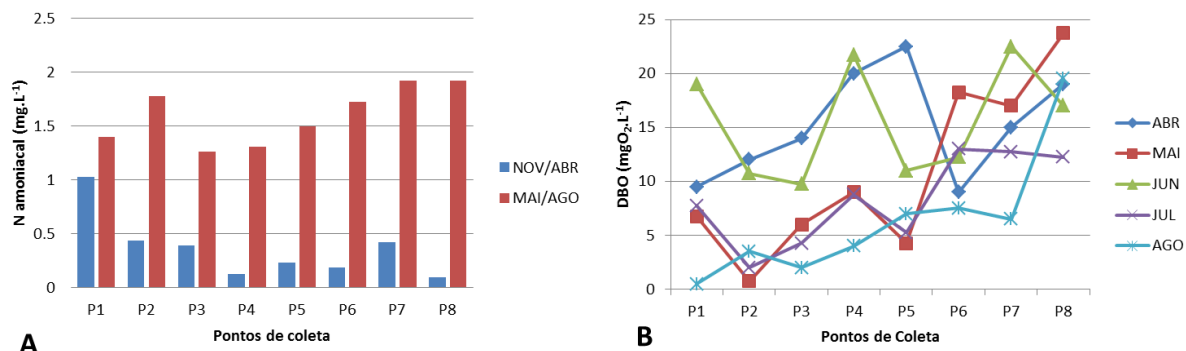 2.5
2
1.5
1
0.5
0
N amoniacal (mg.L-1)
P1 P2 P3 P4 P5 P6 P7 P8
Pontos de coleta
NOV/ABR
MAI/AGO
A
25
20
15
10
5
0
DBO (mgO2.L-1)
P1 P2 P3 P4 P5 P6 P7 P8
Pontos de Coleta
ABR
MAI
JUN
JUL
AGO
B